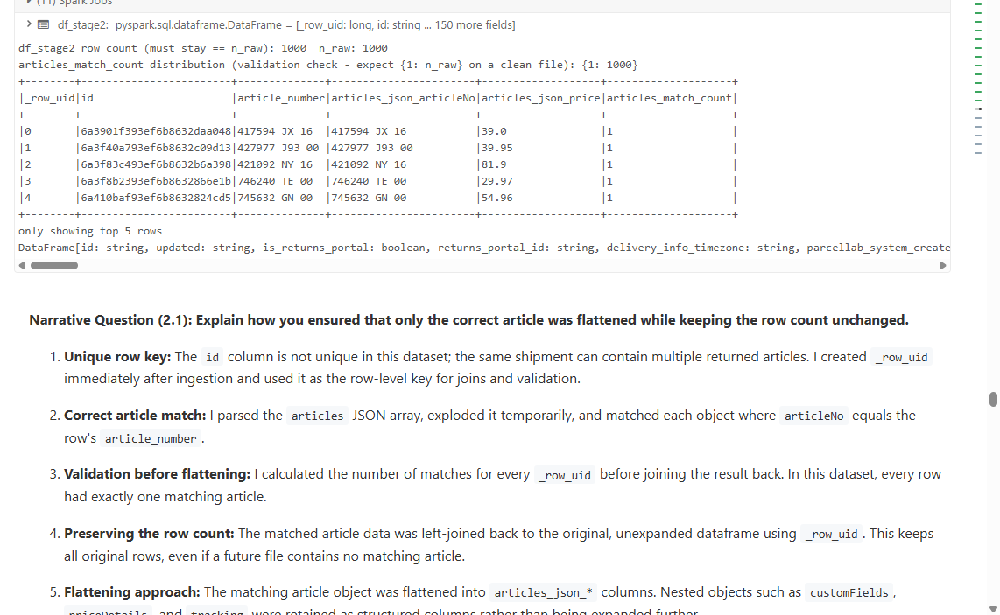 (11) Spark Jobs
df_stage2: pyspark.sql.dataframe.DataFrame = [_row_uid: long, id: string ... 150 more fields]
df_stage2 row count (must stay == n_raw): 1000  n_raw: 1000
articles_match_count distribution (validation check - expect {1: n_raw} on a clean file): {1: 1000}
+--------+------------------------+--------------+-----------------------+-------------------+--------------------+
|_row_uid|id                      |article_number|articles_json_articleNo|articles_json_price|articles_match_count|
+--------+------------------------+--------------+-----------------------+-------------------+--------------------+
|0       |6a3901f393ef6b8632daa048|417594 JX 16  |417594 JX 16           |39.0               |1                   |
|1       |6a3f40a793ef6b8632c09d13|427977 J93 00 |427977 J93 00          |39.95              |1                   |
|2       |6a3f83c493ef6b8632b6a398|421092 NY 16  |421092 NY 16           |81.9               |1                   |
|3       |6a3f8b2393ef6b8632866e1b|746240 TE 00  |746240 TE 00           |29.97              |1                   |
|4       |6a410baf93ef6b8632824cd5|745632 GN 00  |745632 GN 00           |54.96              |1                   |
+--------+------------------------+--------------+-----------------------+-------------------+--------------------+
only showing top 5 rows
DataFrame[id: string, updated: string, is_returns_portal: boolean, returns_portal_id: string, delivery_info_timezone: string, parcellab_system_create
Narrative Question (2.1): Explain how you ensured that only the correct article was flattened while keeping the row count unchanged.
1. Unique row key: The id column is not unique in this dataset; the same shipment can contain multiple returned articles. I created _row_uid
immediately after ingestion and used it as the row-level key for joins and validation.
2. Correct article match: I parsed the articles JSON array, exploded it temporarily, and matched each object where articleNo equals the
row's article_number.
3. Validation before flattening: I calculated the number of matches for every _row_uid before joining the result back. In this dataset, every row
had exactly one matching article.
4. Preserving the row count: The matched article data was left-joined back to the original, unexpanded dataframe using _row_uid. This keeps
all original rows, even if a future file contains no matching article.
5. Flattening approach: The matching article object was flattened into articles_json_* columns. Nested objects such as customFields,
priceDetails, and tracking were retained as structured columns rather than being expanded further.